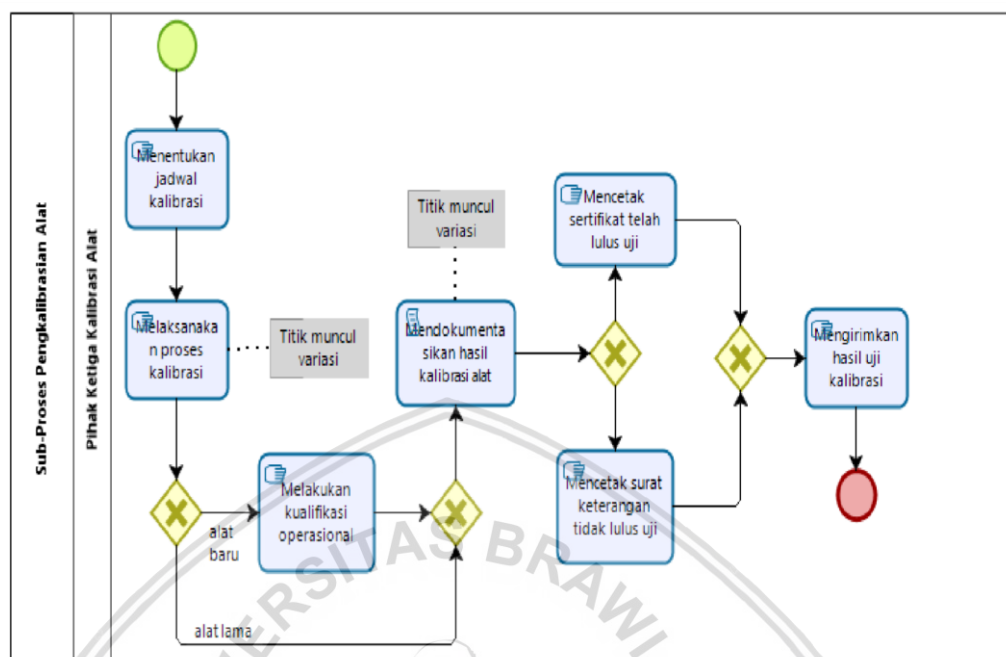 Sub-Proses Pengkalibrasian Alat
Pihak Ketiga Kalibrasi Alat
Menentukan
jadwal
kalibrasi
Melaksanaka
n proses
kalibrasi
Titik muncul
variasi
alat
baru
alat lama
Melakukan
kualifikasi
operasional
Titik muncul
variasi
Mendokumenta
sikan hasil
kalibrasi alat
Mencetak
sertifikat telah
lulus uji
Mencetak surat
keterangan
tidak lulus uji
Mengirimkan
hasil uji
kalibrasi
ERSITAS BRAWI